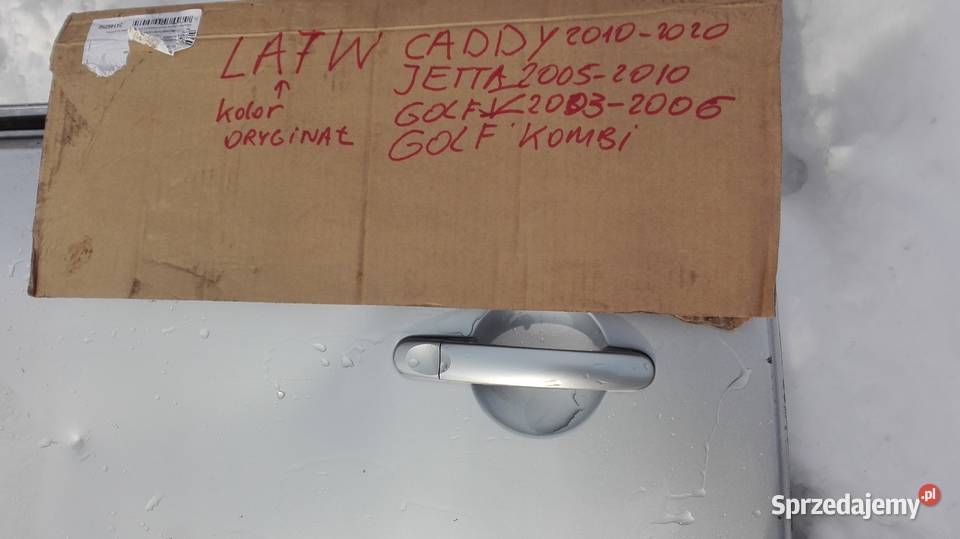 LA7W CADDY 2010-2020
JETTA 2005-2010
kolor GOLF V 2003-2006
ORYGINAŁ GOLF KOMBI
Sprzedajemy.pl